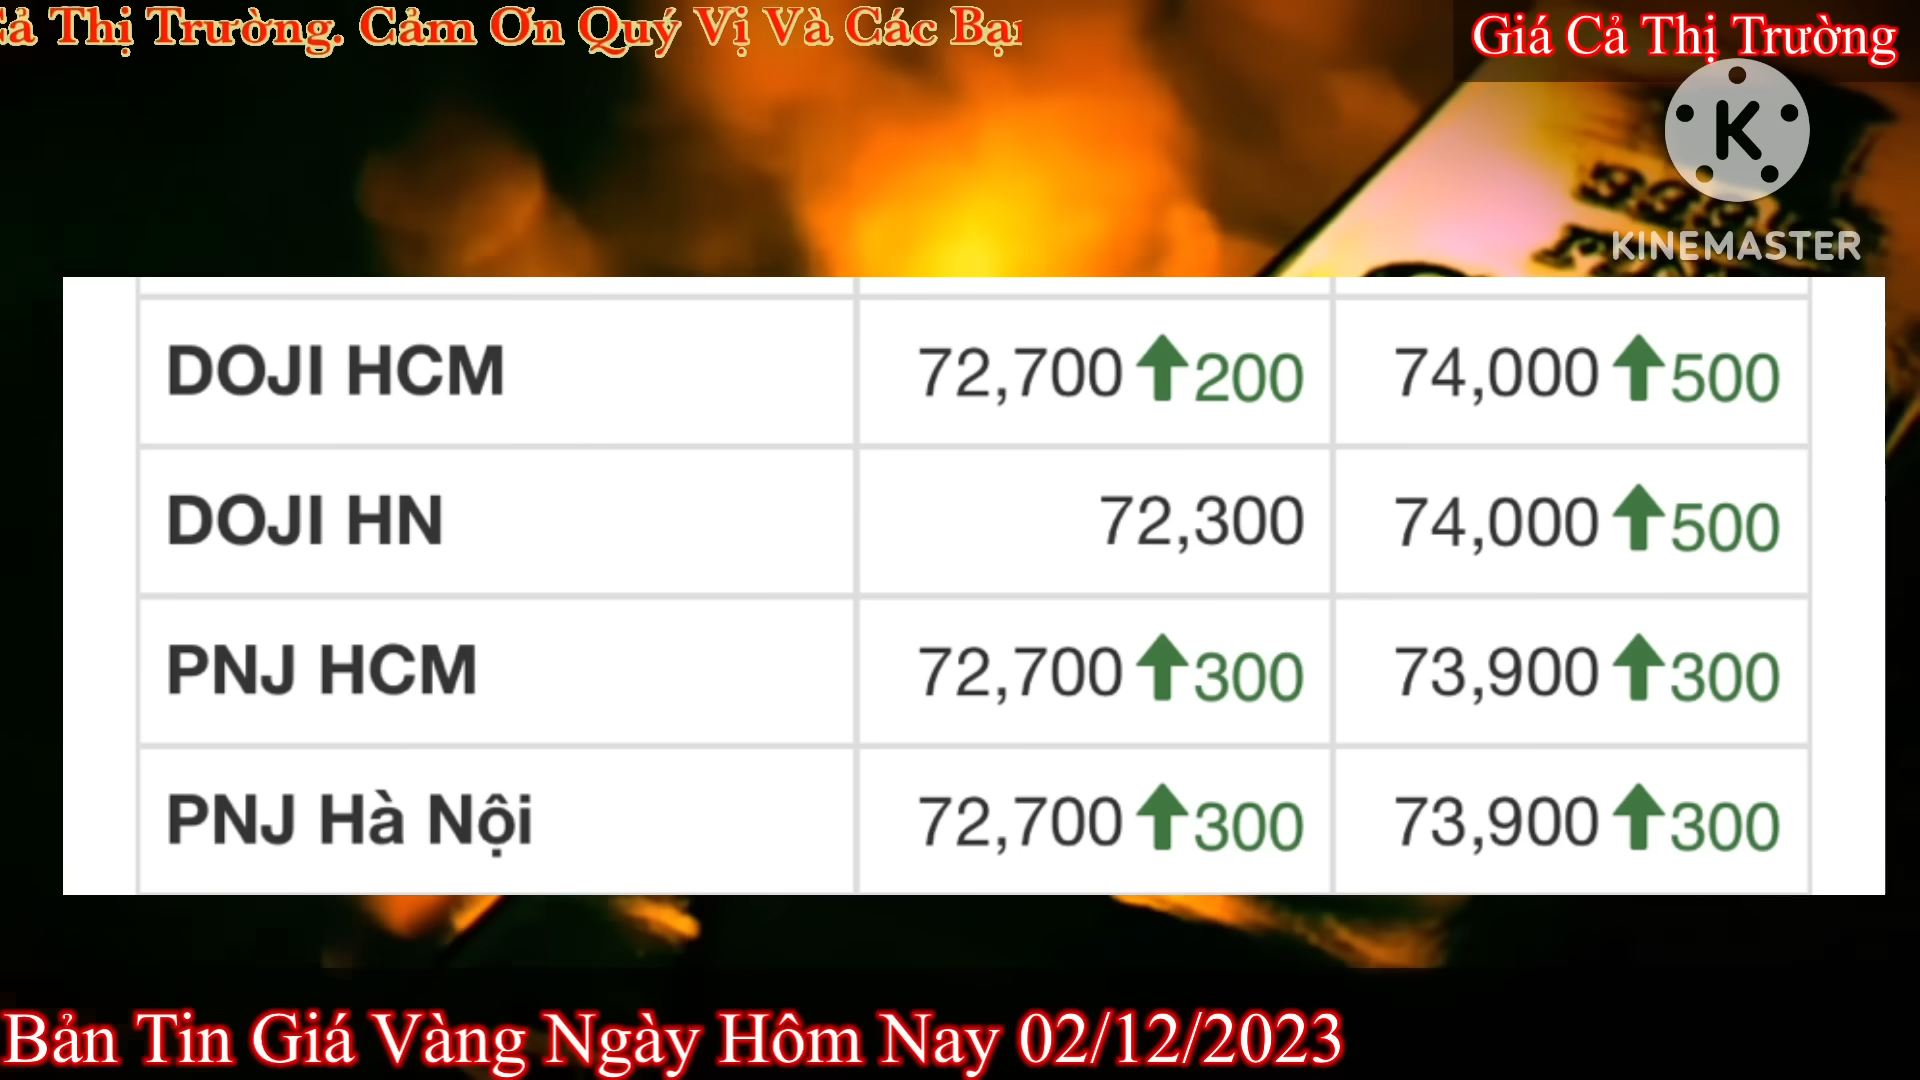 Thị Trường. Cảm Ơn Quý Vị Và Các
Giá Cả Thị Trường
K
KINEMASTER
DOJI HCM 72,700 ⬆200 74,000 ⬆500
DOJI HN 72,300 74,000 ⬆500
PNJ HCM 72,700 ⬆300 73,900 ⬆300
PNJ Hà Nội 72,700 ⬆300 73,900 ⬆300
Bản Tin Giá Vàng Ngày Hôm Nay 02/12/2023